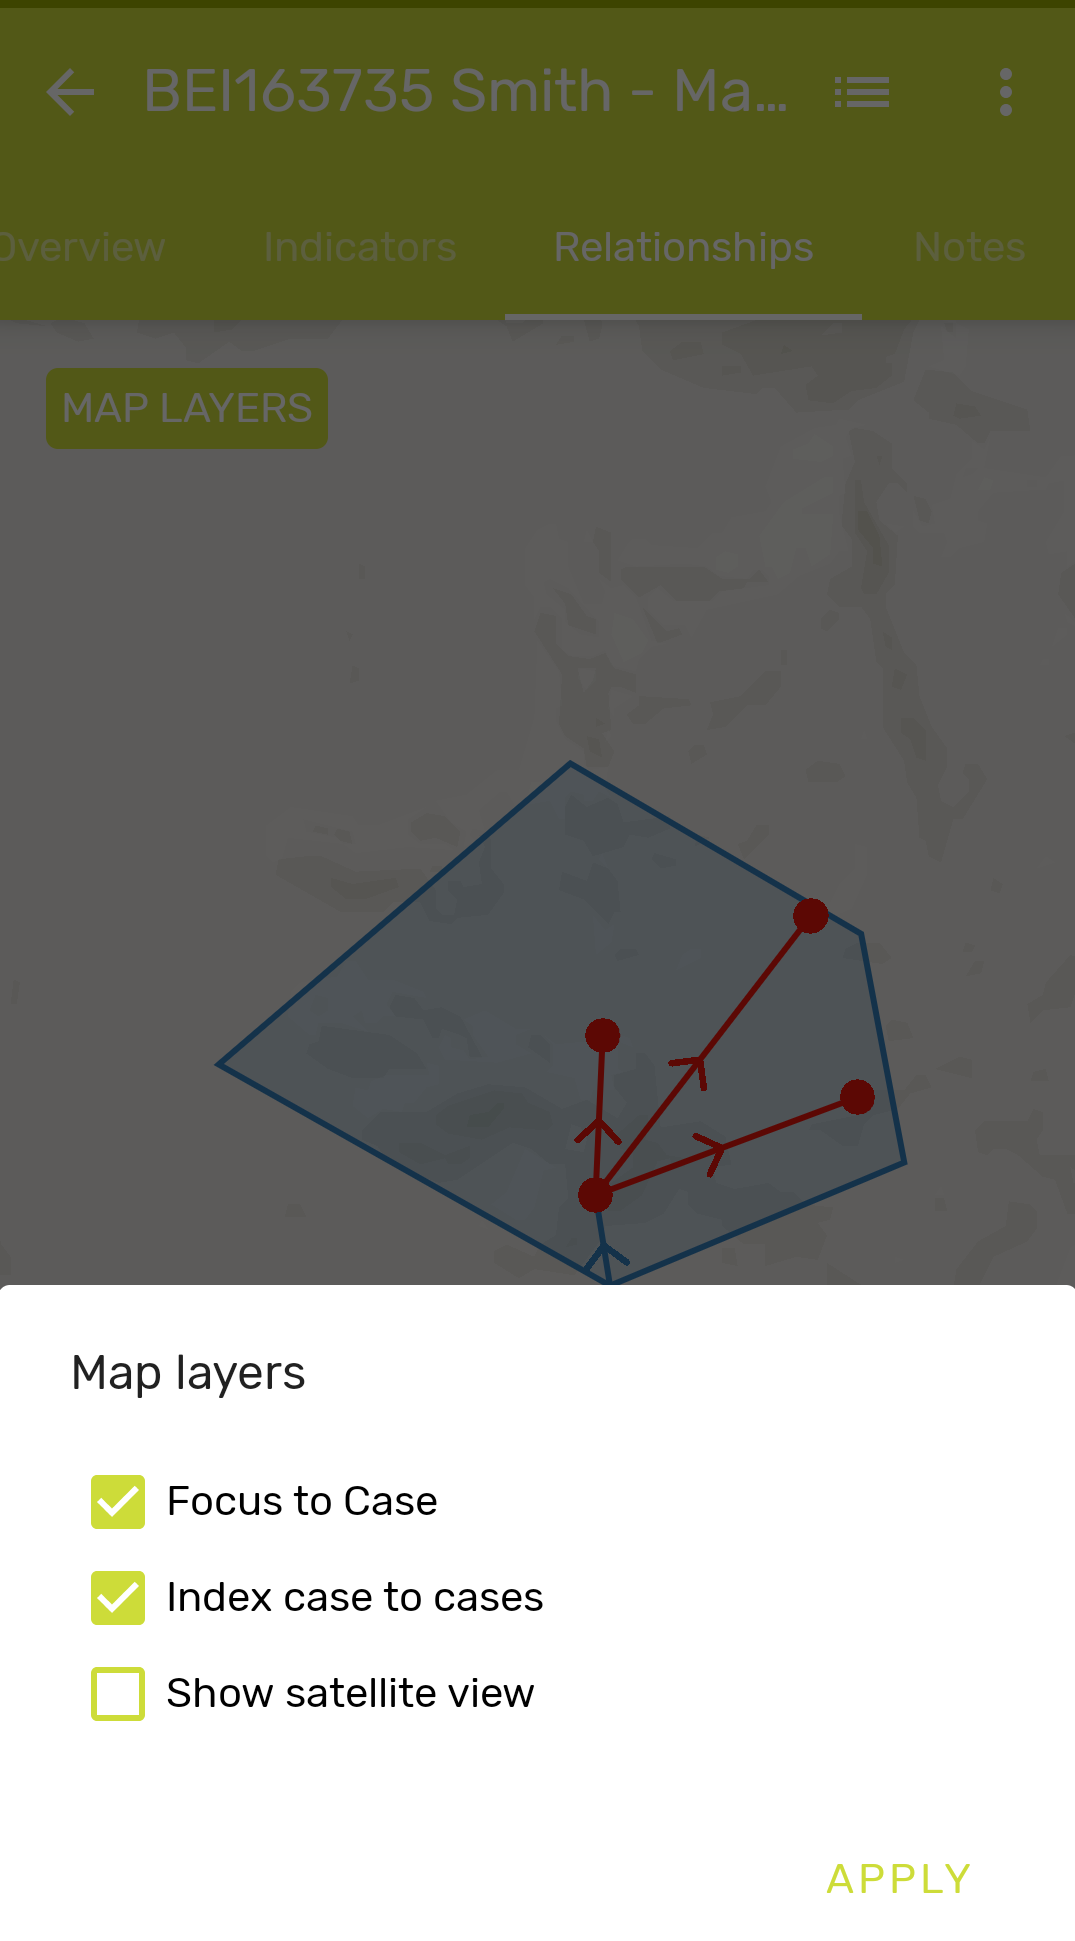 BEI163735 Smith - Ma...
Overview Indicators Relationships Notes
MAP LAYERS
Map layers
Focus to Case
Index case to cases
Show satellite view
APPLY